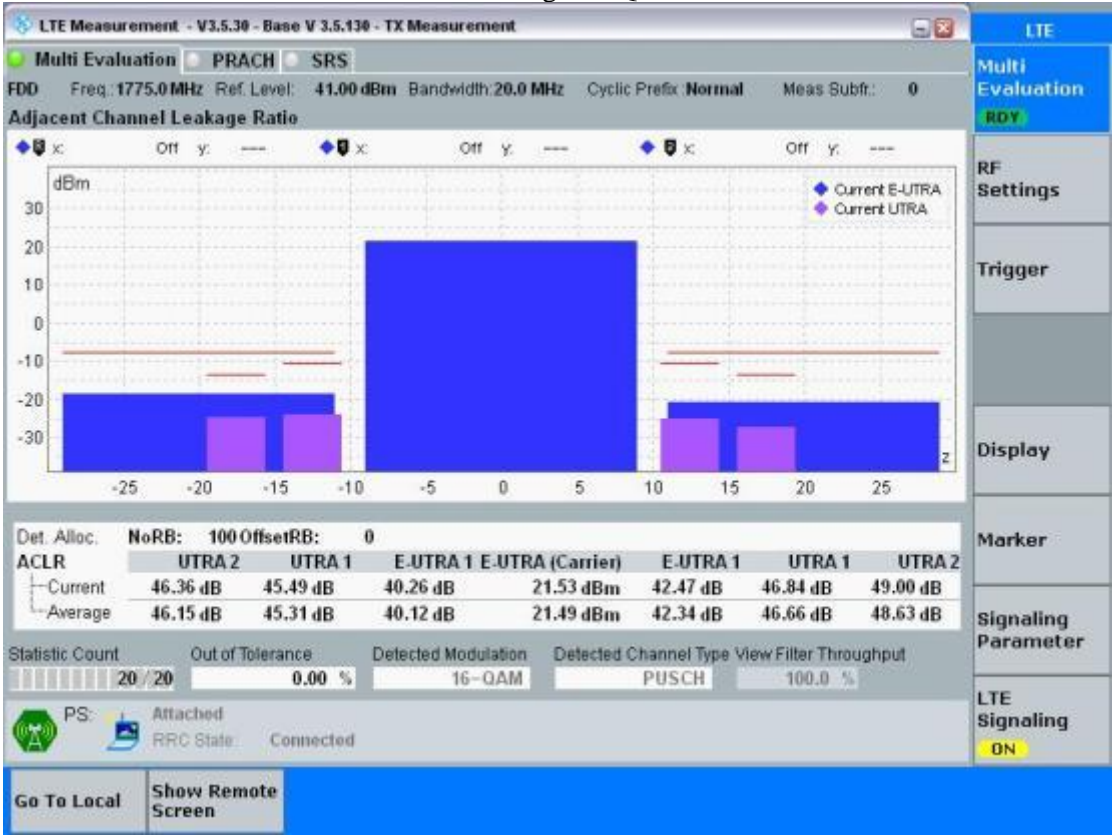 LTE Measurement - V3.5.30 - Base V 3.5.130 - TX Measurement
LTE
Multi Evaluation PRACH SRS
Multi
Evaluation
RDY
FDD Freq.: 1775.0 MHz Ref. Level: 41.00 dBm Bandwidth: 20.0 MHz Cyclic Prefix: Normal Meas Subfr.: 0
Adjacent Channel Leakage Ratio
x: Off y: --- x: Off y: --- x: Off y: ---
dBm
Current E-UTRA
Current UTRA
30
20
10
0
-10
-20
-30
z
-25 -20 -15 -10 -5 0 5 10 15 20 25
RF
Settings
Trigger
Display
Marker
Signaling
Parameter
LTE
Signaling
ON
Det. Alloc. NoRB: 100 OffsetRB: 0
ACLR UTRA 2 UTRA 1 E-UTRA 1 E-UTRA (Carrier) E-UTRA 1 UTRA 1 UTRA 2
Current 46.36 dB 45.49 dB 40.26 dB 21.53 dBm 42.47 dB 46.84 dB 49.00 dB
Average 46.15 dB 45.31 dB 40.12 dB 21.49 dBm 42.34 dB 46.66 dB 48.63 dB
Statistic Count Out of Tolerance Detected Modulation Detected Channel Type View Filter Throughput
20 / 20 0.00 % 16-QAM PUSCH 100.0 %
PS: Attached
RRC State: Connected
Go To Local
Show Remote
Screen